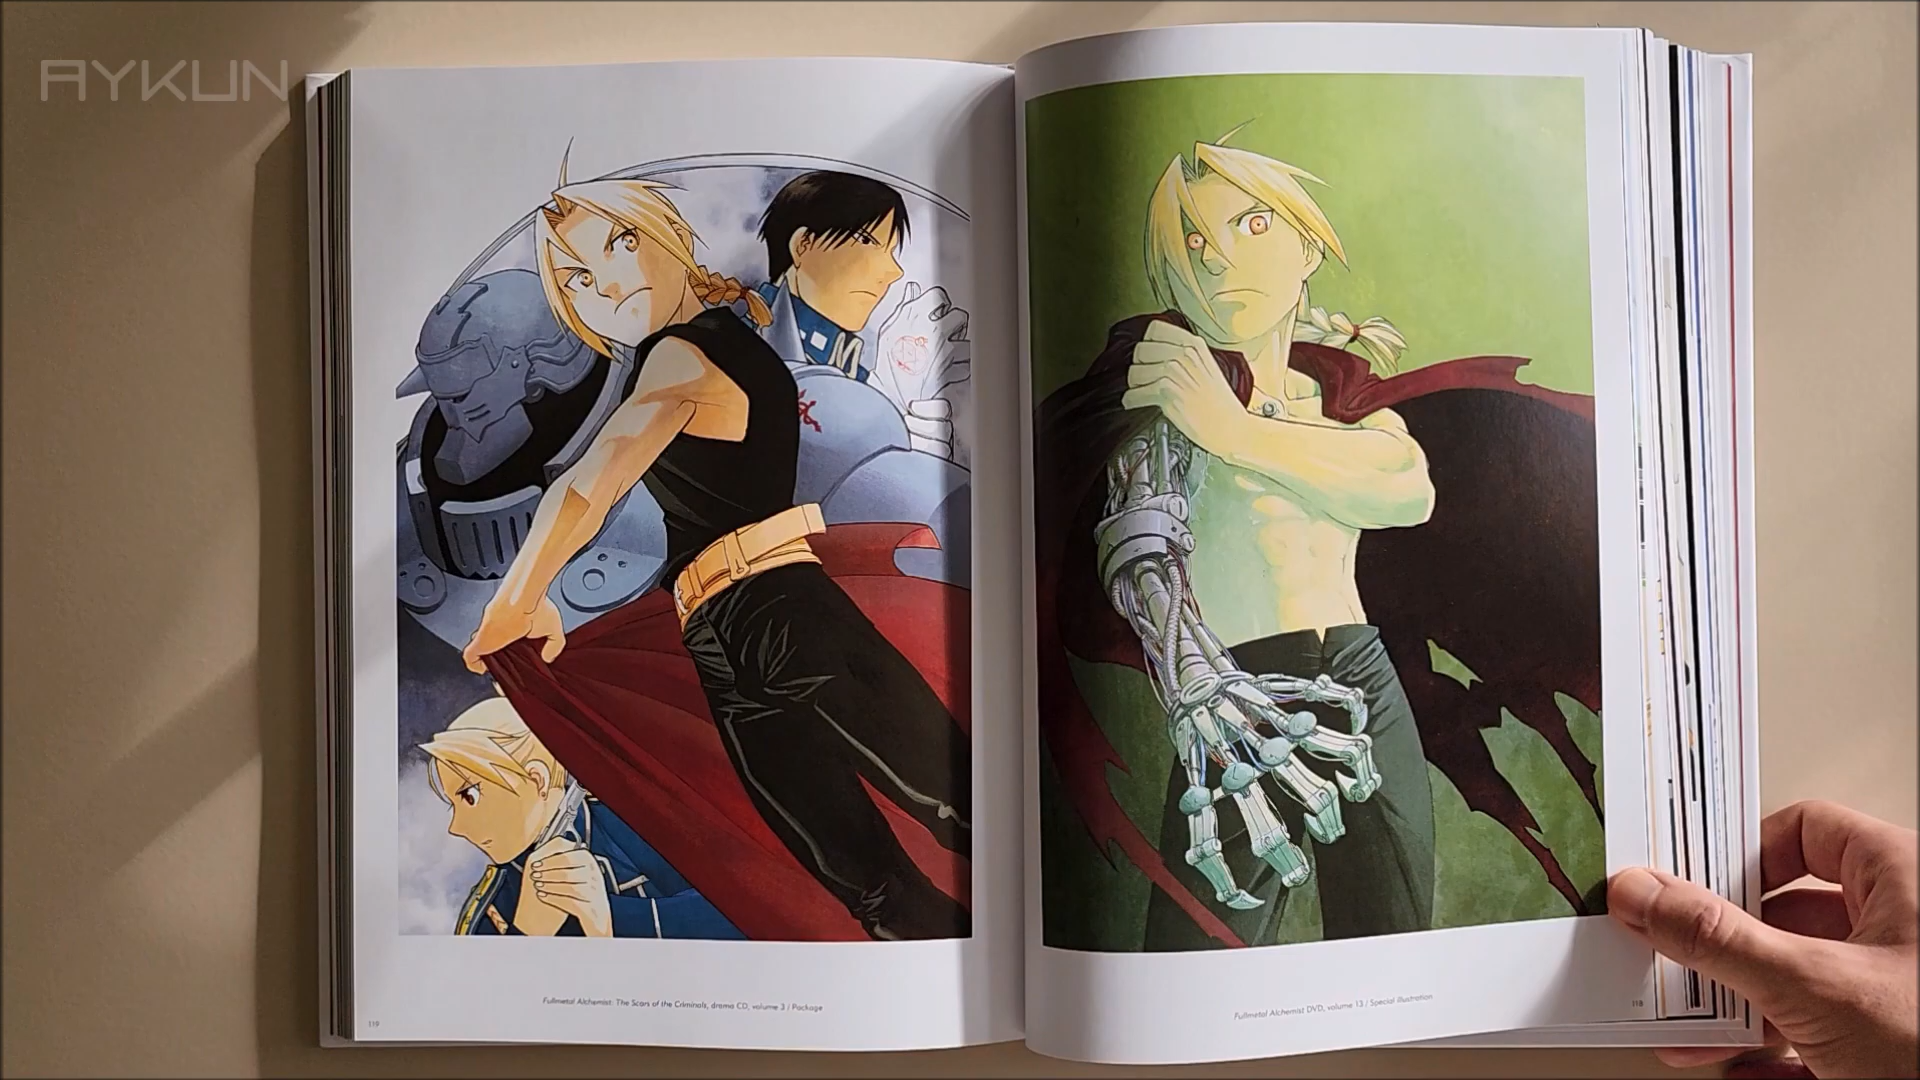 AYKUN
Fullmetal Alchemist: The Scars of the Criminals, drama CD, volume 3 / Package
119
Fullmetal Alchemist DVD, volume 13 / Special Illustration
118